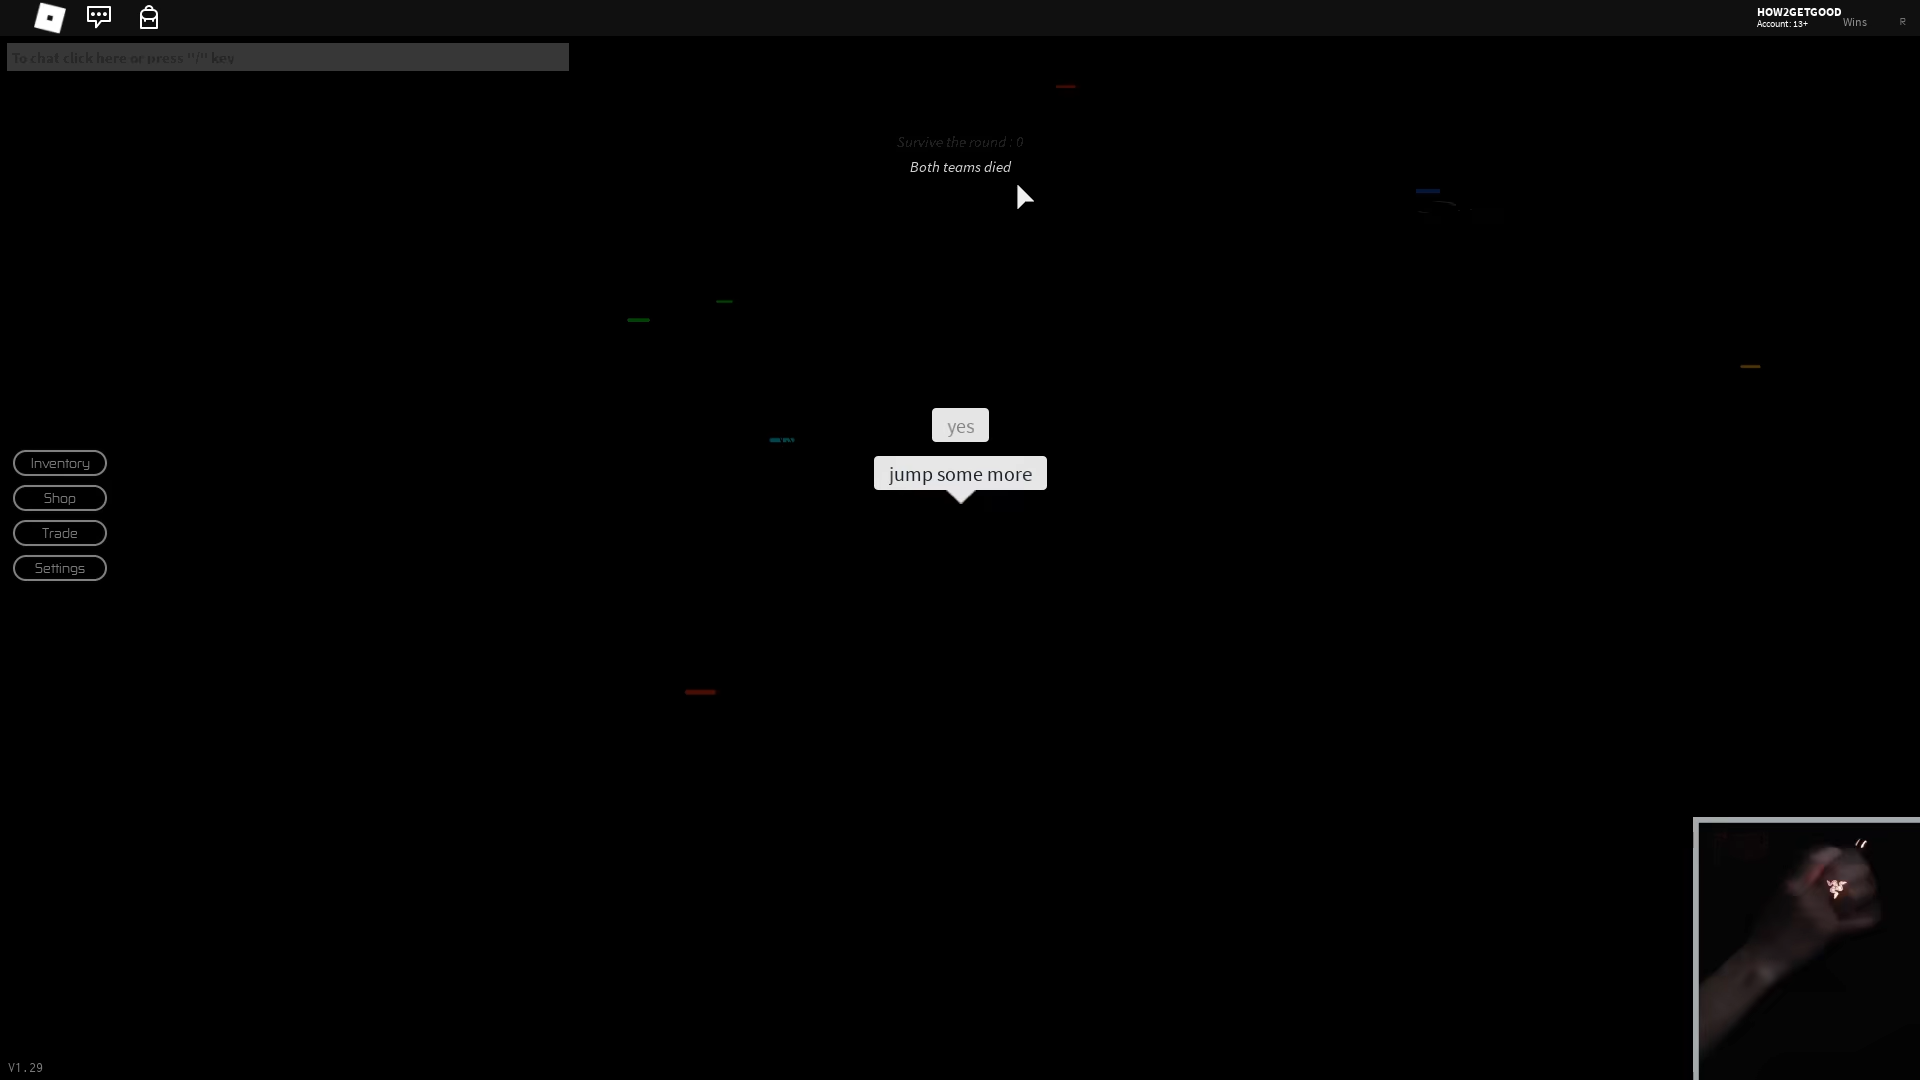 HOW2GETGOOD
Account: 13+
Wins
R
To chat click here or press "/" key
Survive the round : 0
Both teams died
yes
jump some more
Inventory
Shop
Trade
Settings
V1.29